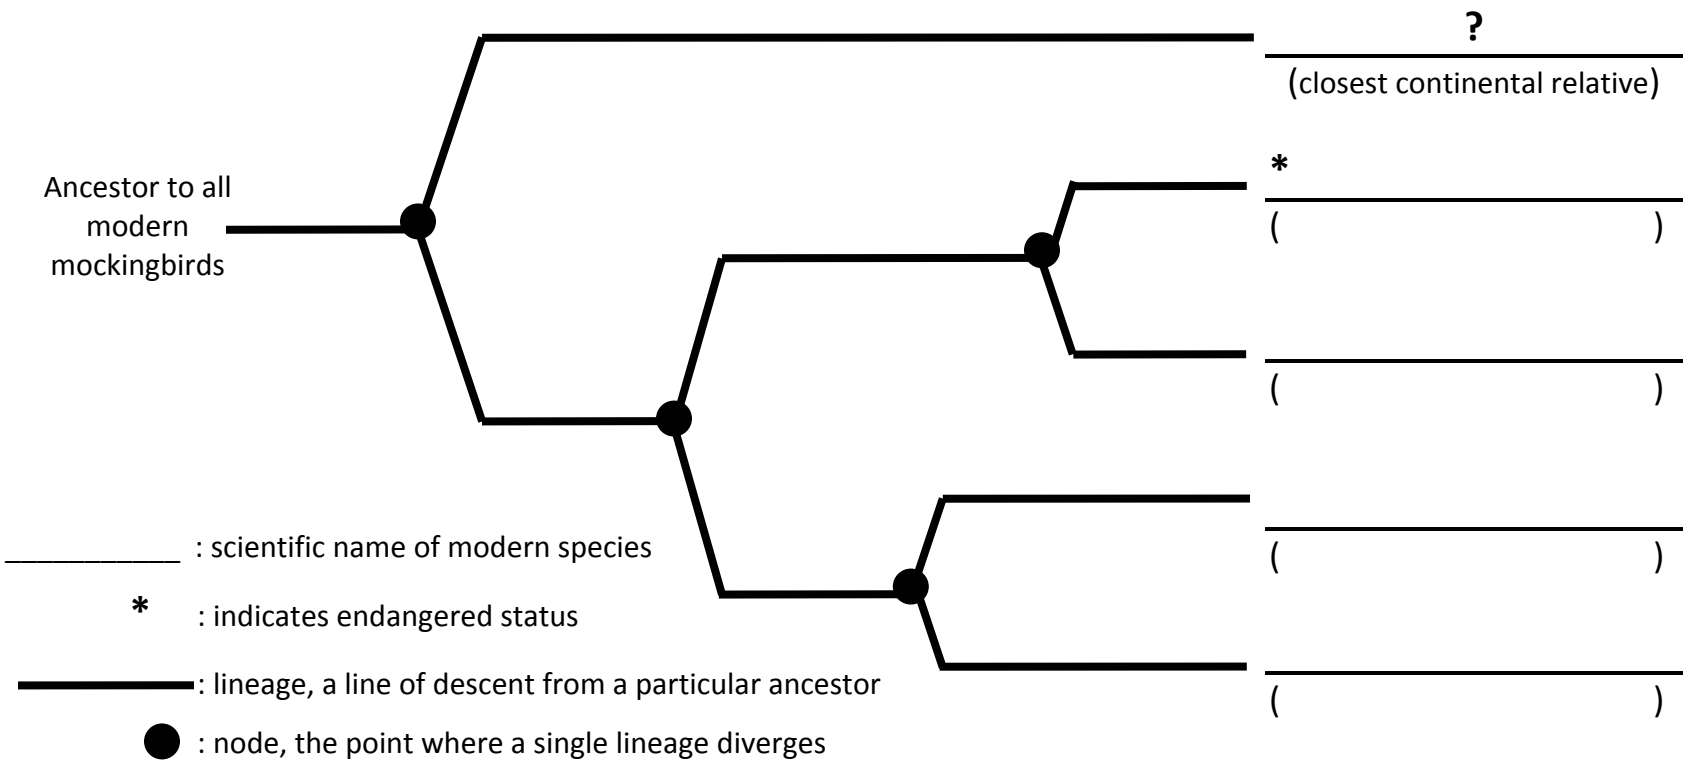 ?
(closest continental relative)
*
( )
Ancestor to all
modern
mockingbirds
( )
( )
( )
___________ : scientific name of modern species
* : indicates endangered status
: lineage, a line of descent from a particular ancestor
: node, the point where a single lineage diverges